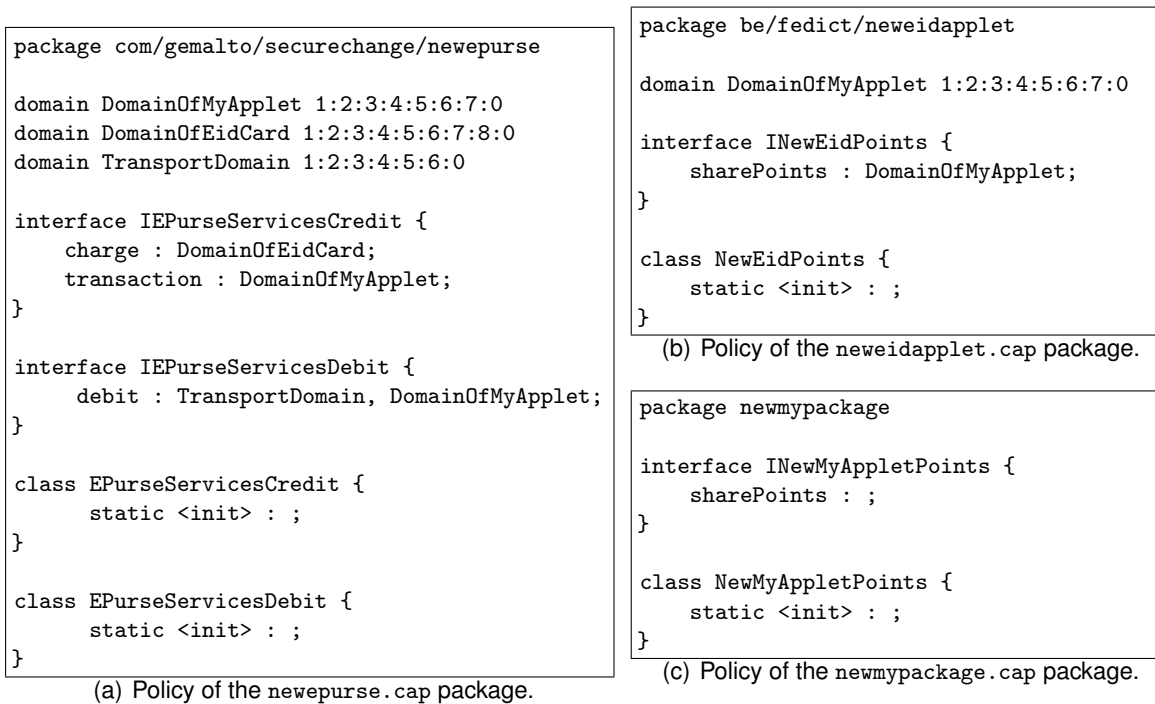 package com/gemalto/securechange/newepurse
domain DomainOfMyApplet 1:2:3:4:5:6:7:0
domain DomainOfEidCard 1:2:3:4:5:6:7:8:0
domain TransportDomain 1:2:3:4:5:6:0
interface IEPurseServicesCredit {
charge : DomainOfEidCard;
transaction : DomainOfMyApplet;
}
interface IEPurseServicesDebit {
debit : TransportDomain, DomainOfMyApplet;
}
class EPurseServicesCredit {
static <init> : ;
}
class EPurseServicesDebit {
static <init> : ;
}
(a) Policy of the newepurse.cap package.
package be/fedict/neweidapplet
domain DomainOfMyApplet 1:2:3:4:5:6:7:0
interface INewEidPoints {
sharePoints : DomainOfMyApplet;
}
class NewEidPoints {
static <init> : ;
}
(b) Policy of the neweidapplet.cap package.
package newmypackage
interface INewMyAppletPoints {
sharePoints : ;
}
class NewMyAppletPoints {
static <init> : ;
}
(c) Policy of the newmypackage.cap package.